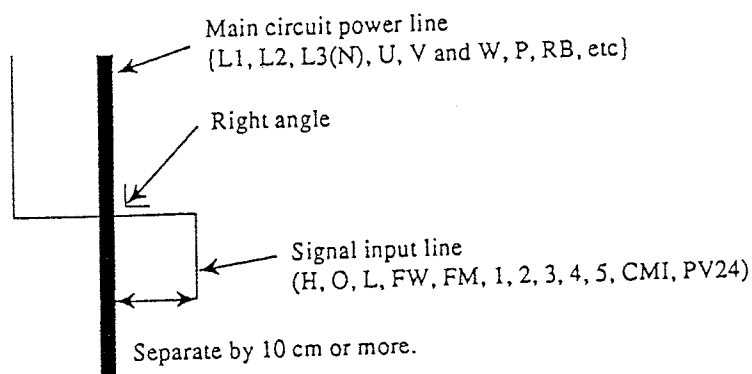 Main circuit power line
{L1, L2, L3(N), U, V and W, P, RB, etc}
Right angle
Signal input line
(H, O, L, FW, FM, 1, 2, 3, 4, 5, CMI, PV24)
Separate by 10 cm or more.